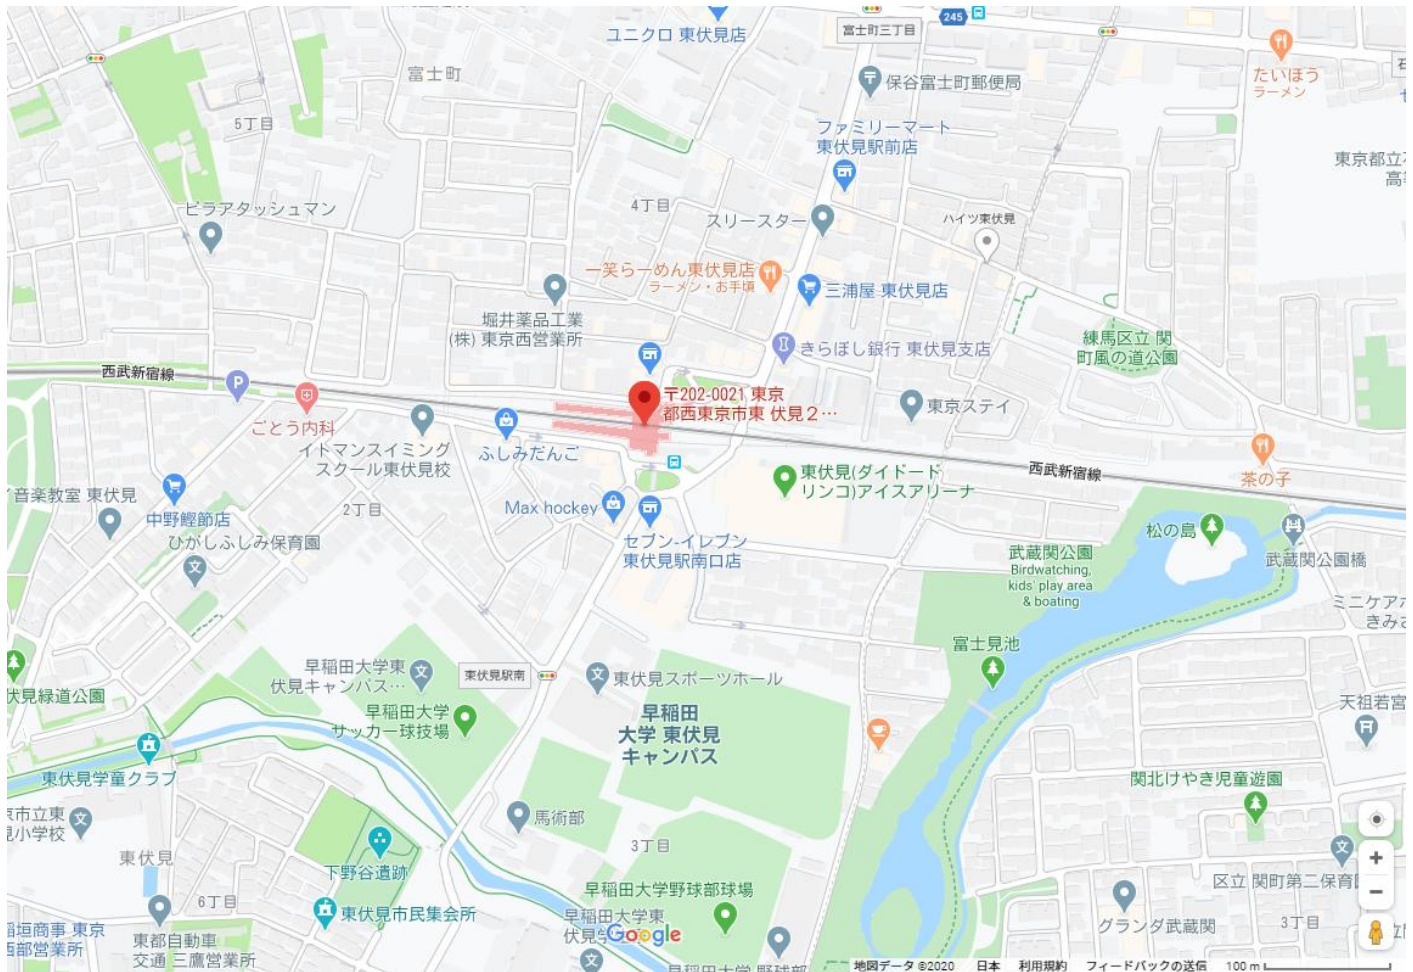 ユニクロ 東伏見店
245
富士町三丁目
富士町
5丁目
保谷富士町郵便局
たいほう
ラーメン
ファミリーマート
東伏見駅前店
4丁目
ピラアタッシュマン
スリースター
ハイツ東伏見
一笑らーめん東伏見店
ラーメン・お手頃
三浦屋 東伏見店
堀井薬品工業
(株) 東京西営業所
きらぼし銀行 東伏見支店
練馬区立 関
町風の道公園
西武新宿線
P
〒202-0021 東京
都西東京市東 伏見2…
東京ステイ
ごとう内科
イトマンスイミング
スクール東伏見校
ふしみだんご
東伏見(ダイドード
リンコ)アイスアリーナ
西武新宿線
茶の子
音楽教室 東伏見
中野鰹節店
2丁目
Max hockey
ひがしふしみ保育園
セブン-イレブン
東伏見駅南口店
武蔵関公園
Birdwatching,
kids' play area
& boating
松の島
武蔵関公園橋
富士見池
早稲田大学東
伏見キャンパス…
東伏見駅南
東伏見スポーツホール
伏見緑道公園
早稲田大学
サッカー球技場
早稲田
大学 東伏見
キャンパス
天祖若宮
東伏見学童クラブ
関北けやき児童遊園
馬術部
3丁目
東伏見
下野谷遺跡
6丁目
東伏見市民集会所
早稲田大学野球部球場
早稲田大学東
グランダ武蔵関
3丁目
東都自動車
交通 三鷹営業所
Google
早稲田大学 野球部
地図データ ©2020 日本 利用規約 フィードバックの送信 100 m